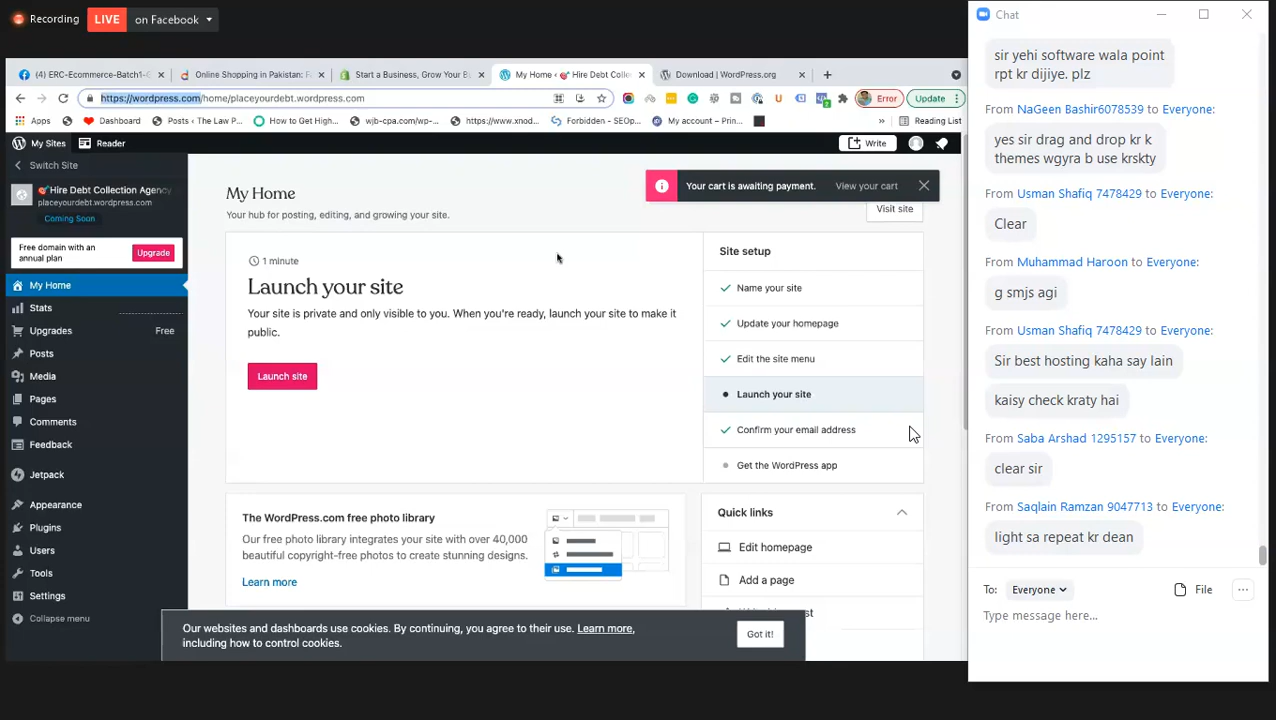 Recording
LIVE on Facebook
(4) ERC-Ecommerce-Batch1-
Online Shopping in Pakistan: F
Start a Business, Grow Your B
My Home ‹ 🎯 Hire Debt Collec
Download | WordPress.org
https://wordpress.com/home/placeyourdebt.wordpress.com
Error
Update
Apps
Dashboard
Posts ‹ The Law P...
How to Get Higher...
wjb-cpa.com/wp-...
https://www.xnod...
Forbidden - SEOp...
My account – Prin...
»
Reading List
My Sites
Reader
Write
Switch Site
🎯Hire Debt Collection Agency
placeyourdebt.wordpress.com
Coming Soon
Free domain with an
annual plan
Upgrade
My Home
Stats
Upgrades Free
Posts
Media
Pages
Comments
Feedback
Jetpack
Appearance
Plugins
Users
Tools
Settings
Collapse menu
My Home
Your hub for posting, editing, and growing your site.
Your cart is awaiting payment. View your cart
Visit site
1 minute
Launch your site
Your site is private and only visible to you. When you're ready, launch your site to make it
public.
Launch site
Site setup
Name your site
Update your homepage
Edit the site menu
Launch your site
Confirm your email address
Get the WordPress app
The WordPress.com free photo library
Our free photo library integrates your site with over 40,000
beautiful copyright-free photos to create stunning designs.
Learn more
Quick links
Edit homepage
Add a page
Our websites and dashboards use cookies. By continuing, you agree to their use. Learn more,
including how to control cookies.
Got it!
Chat
sir yehi software wala point
rpt kr dijiye. plz
From NaGeen Bashir6078539 to Everyone:
yes sir drag and drop kr k
themes wgyra b use krskty
From Usman Shafiq 7478429 to Everyone:
Clear
From Muhammad Haroon to Everyone:
g smjs agi
From Usman Shafiq 7478429 to Everyone:
Sir best hosting kaha say lain
kaisy check kraty hai
From Saba Arshad 1295157 to Everyone:
clear sir
From Saqlain Ramzan 9047713 to Everyone:
light sa repeat kr dean
To: Everyone
File
Type message here...